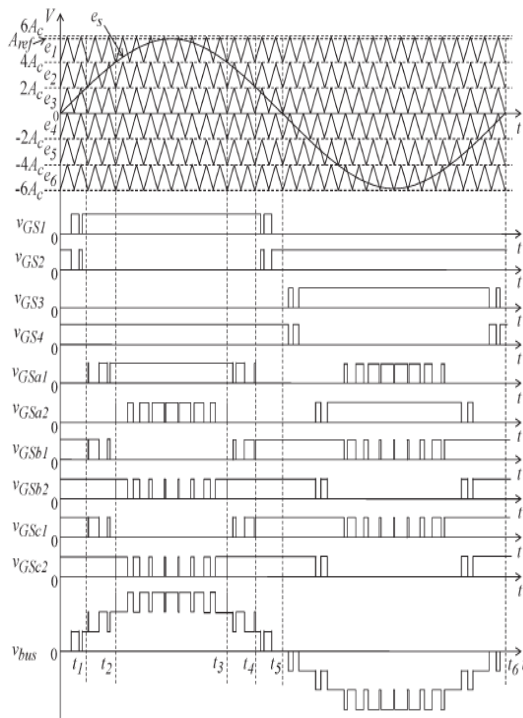 6A_c V
A_ref e_s
e_1
4A_c e_2
2A_c e_3
0 t
e_4
-2A_c e_5
-4A_c e_6
-6A_c
v_GS1 0 t
v_GS2 0 t
v_GS3 0 t
v_GS4 0 t
v_GSa1 0 t
v_GSa2 0 t
v_GSb1 0 t
v_GSb2 0 t
v_GSc1 0 t
v_GSc2 0 t
v_bus 0 t_1 t_2 t_3 t_4 t_5 t_6